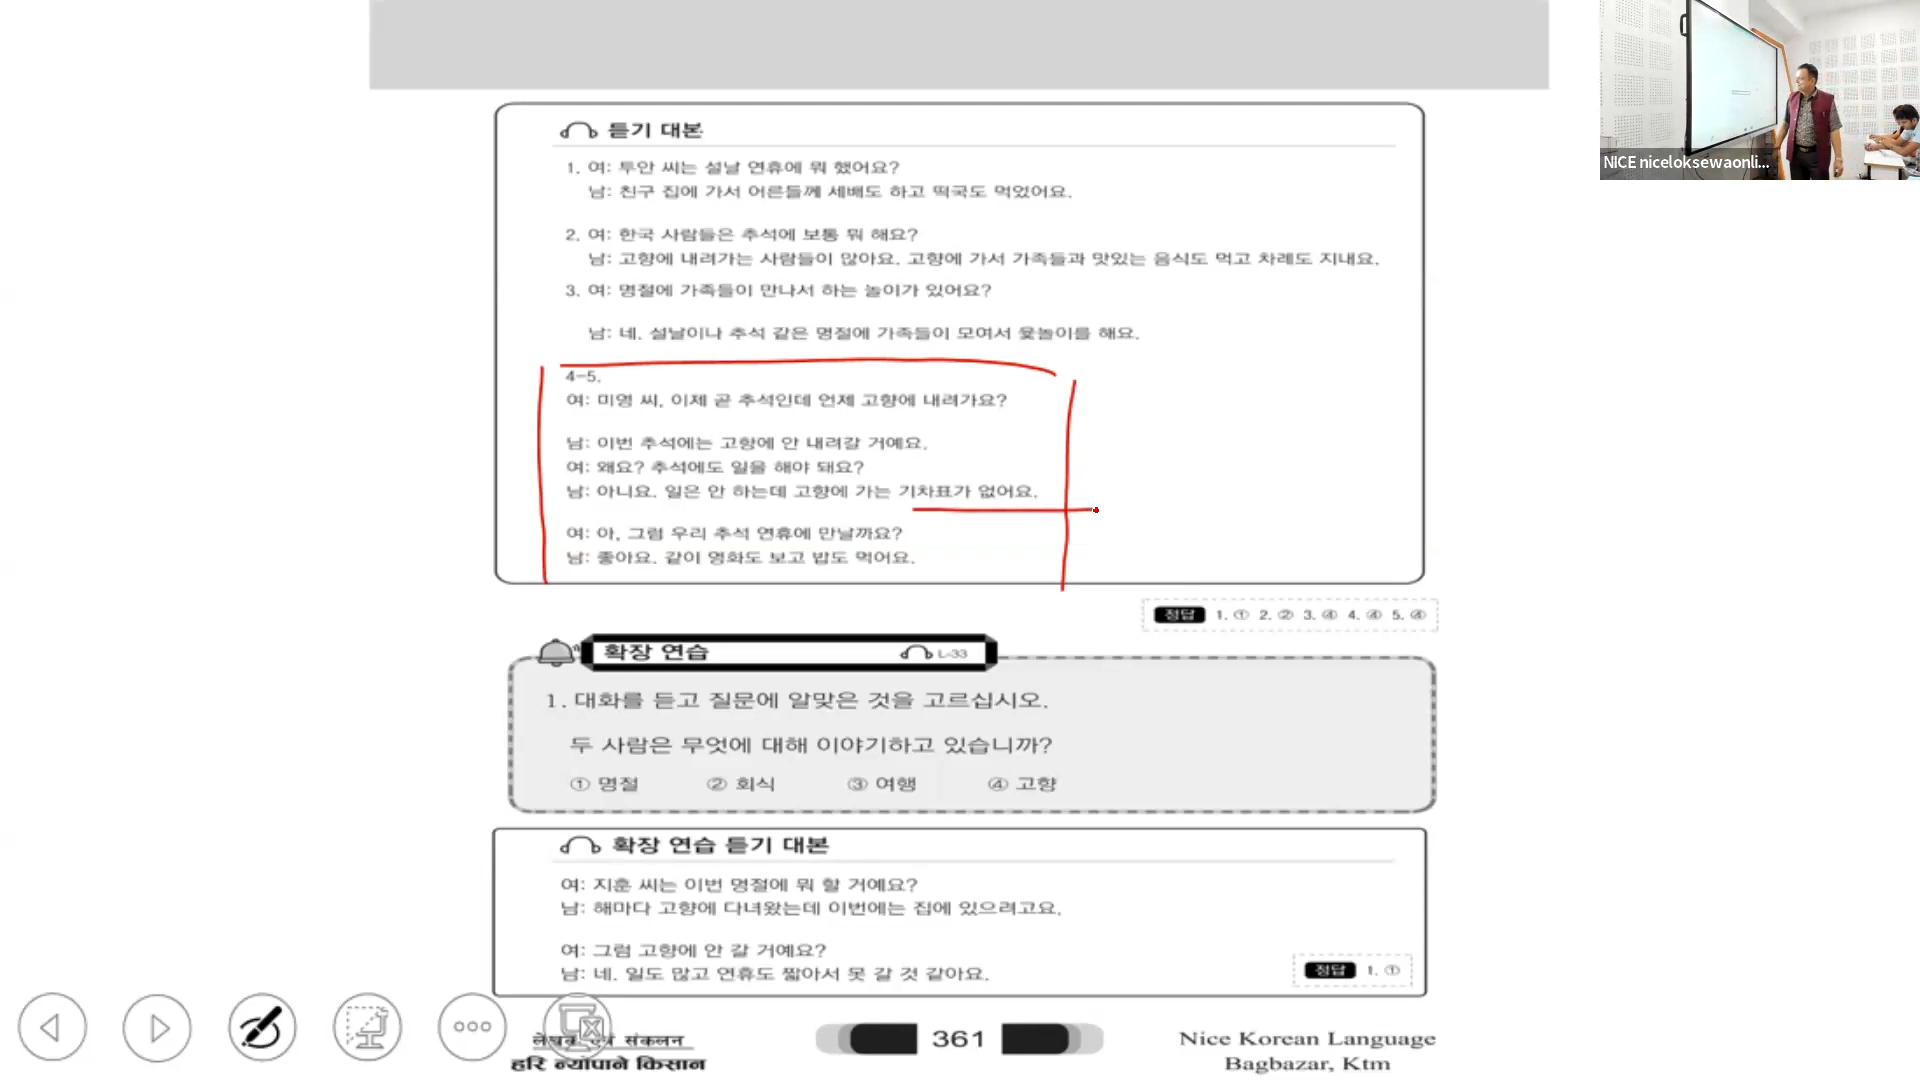 NICE niceloksewaonli...
듣기 대본
1. 여: 투안 씨는 설날 연휴에 뭐 했어요?
남: 친구 집에 가서 어른들께 세배도 하고 떡국도 먹었어요.
2. 여: 한국 사람들은 추석에 보통 뭐 해요?
남: 고향에 내려가는 사람들이 많아요. 고향에 가서 가족들과 맛있는 음식도 먹고 차례도 지내요.
3. 여: 명절에 가족들이 만나서 하는 놀이가 있어요?
남: 네. 설날이나 추석 같은 명절에 가족들이 모여서 윷놀이를 해요.
4-5.
여: 미영 씨, 이제 곧 추석인데 언제 고향에 내려가요?
남: 이번 추석에는 고향에 안 내려갈 거예요.
여: 왜요? 추석에도 일을 해야 돼요?
남: 아니요. 일은 안 하는데 고향에 가는 기차표가 없어요.
여: 아, 그럼 우리 추석 연휴에 만날까요?
남: 좋아요. 같이 영화도 보고 밥도 먹어요.
정답 1. ① 2. ② 3. ④ 4. ④ 5. ④
확장 연습 L-33
1. 대화를 듣고 질문에 알맞은 것을 고르십시오.
두 사람은 무엇에 대해 이야기하고 있습니까?
① 명절 ② 회식 ③ 여행 ④ 고향
확장 연습 듣기 대본
여: 지훈 씨는 이번 명절에 뭐 할 거예요?
남: 해마다 고향에 다녀왔는데 이번에는 집에 있으려고요.
여: 그럼 고향에 안 갈 거예요?
남: 네. 일도 많고 연휴도 짧아서 못 갈 것 같아요.
정답 1. ①
संकलन
हरि न्यौपाने किसान
361
Nice Korean Language
Bagbazar, Ktm